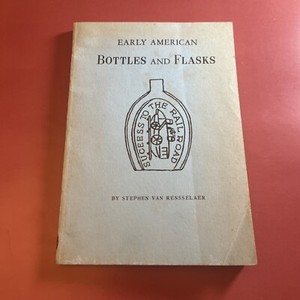 EARLY AMERICAN
BOTTLES AND FLASKS
SUCCESS TO THE RAILROAD
BY STEPHEN VAN RENSSELAER